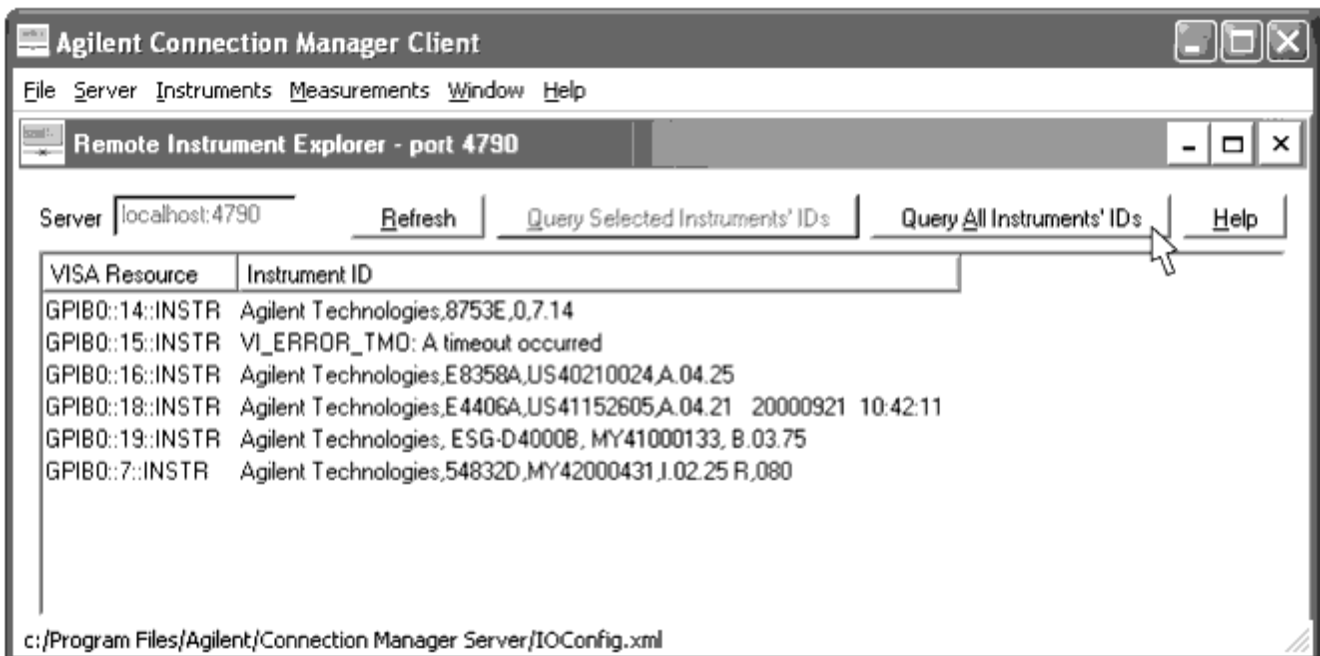 Agilent Connection Manager Client
File Server Instruments Measurements Window Help
Remote Instrument Explorer - port 4790
Server localhost:4790 Refresh Query Selected Instruments' IDs Query All Instruments' IDs Help
VISA Resource Instrument ID
GPIB0::14::INSTR Agilent Technologies,8753E,0,7.14
GPIB0::15::INSTR VI_ERROR_TMO: A timeout occurred
GPIB0::16::INSTR Agilent Technologies,E8358A,US40210024,A.04.25
GPIB0::18::INSTR Agilent Technologies,E4406A,US41152605,A.04.21 20000921 10:42:11
GPIB0::19::INSTR Agilent Technologies, ESG-D4000B, MY41000133, B.03.75
GPIB0::7::INSTR Agilent Technologies,54832D,MY42000431,I.02.25 R,080
c:/Program Files/Agilent/Connection Manager Server/IOConfig.xml